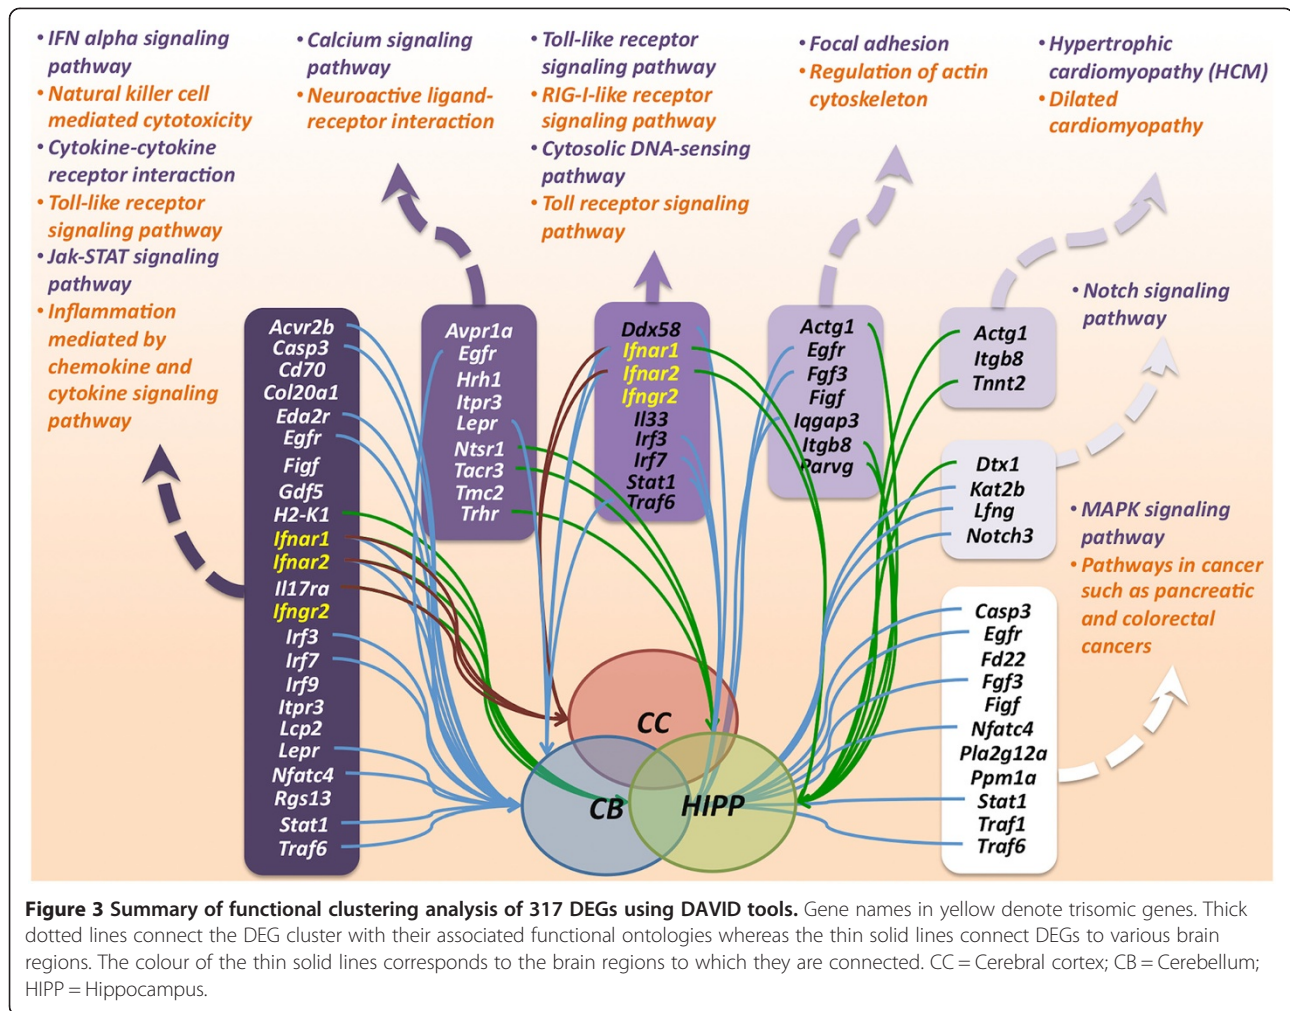 • IFN alpha signaling
pathway
• Natural killer cell
mediated cytotoxicity
• Cytokine-cytokine
receptor interaction
• Toll-like receptor
signaling pathway
• Jak-STAT signaling
pathway
• Inflammation
mediated by
chemokine and
cytokine signaling
pathway
• Calcium signaling
pathway
• Neuroactive ligand-
receptor interaction
• Toll-like receptor
signaling pathway
• RIG-I-like receptor
signaling pathway
• Cytosolic DNA-sensing
pathway
• Toll receptor signaling
pathway
• Focal adhesion
• Regulation of actin
cytoskeleton
• Hypertrophic
cardiomyopathy (HCM)
• Dilated
cardiomyopathy
• Notch signaling
pathway
• MAPK signaling
pathway
• Pathways in cancer
such as pancreatic
and colorectal
cancers
Acvr2b
Casp3
Cd70
Col20a1
Eda2r
Egfr
Figf
Gdf5
H2-K1
Ifnar1
Ifnar2
Il17ra
Ifngr2
Irf3
Irf7
Irf9
Itpr3
Lcp2
Lepr
Nfatc4
Rgs13
Stat1
Traf6
Avpr1a
Egfr
Hrh1
Itpr3
Lepr
Ntsr1
Tacr3
Tmc2
Trhr
Ddx58
Ifnar1
Ifnar2
Ifngr2
Il33
Irf3
Irf7
Stat1
Traf6
Actg1
Egfr
Fgf3
Figf
Iqgap3
Itgb8
Parvg
Actg1
Itgb8
Tnnt2
Dtx1
Kat2b
Lfng
Notch3
Casp3
Egfr
Fd22
Fgf3
Figf
Nfatc4
Pla2g12a
Ppm1a
Stat1
Traf1
Traf6
CC
CB
HIPP
Figure 3 Summary of functional clustering analysis of 317 DEGs using DAVID tools. Gene names in yellow denote trisomic genes. Thick
dotted lines connect the DEG cluster with their associated functional ontologies whereas the thin solid lines connect DEGs to various brain
regions. The colour of the thin solid lines corresponds to the brain regions to which they are connected. CC = Cerebral cortex; CB = Cerebellum;
HIPP = Hippocampus.